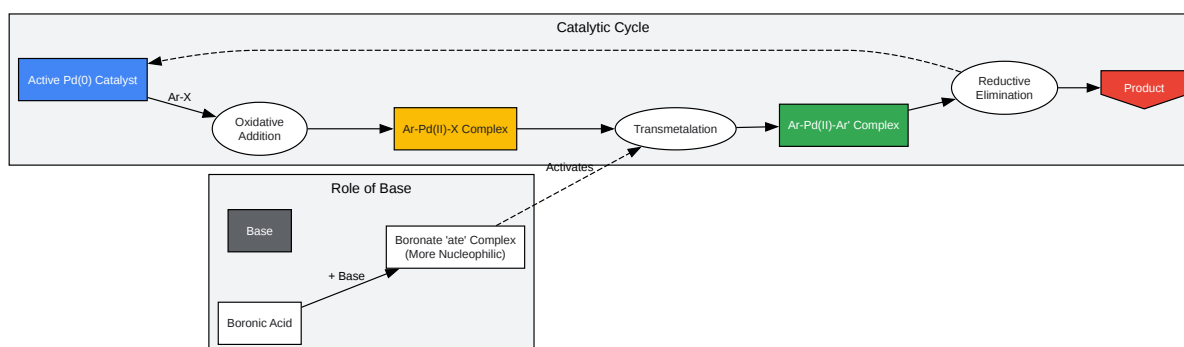 Catalytic Cycle
Active Pd(0) Catalyst
Ar-X
Oxidative
Addition
Ar-Pd(II)-X Complex
Transmetalation
Ar-Pd(II)-Ar' Complex
Reductive
Elimination
Product
Activates
Role of Base
Base
Boronate 'ate' Complex
(More Nucleophilic)
+ Base
Boronic Acid